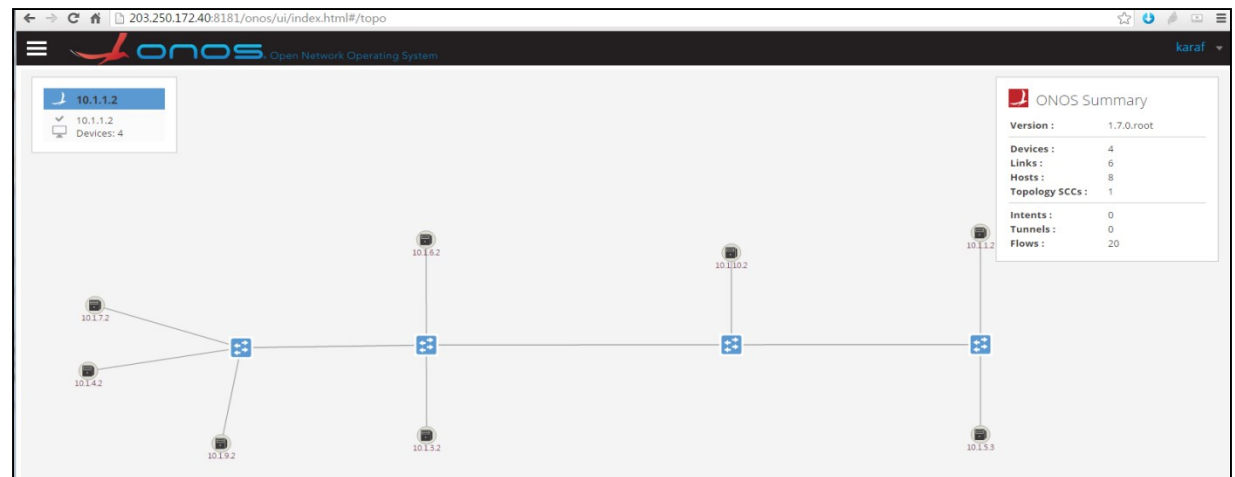 203.250.172.40:8181/onos/ui/index.html#/topo
onos Open Network Operating System
karaf
10.1.1.2
10.1.1.2
Devices: 4
ONOS Summary
Version : 1.7.0.root
Devices : 4
Links : 6
Hosts : 8
Topology SCCs : 1
Intents : 0
Tunnels : 0
Flows : 20
10.1.6.2
10.1.10.2
10.1.1.2
10.1.7.2
10.1.4.2
10.1.9.2
10.1.3.2
10.1.5.3